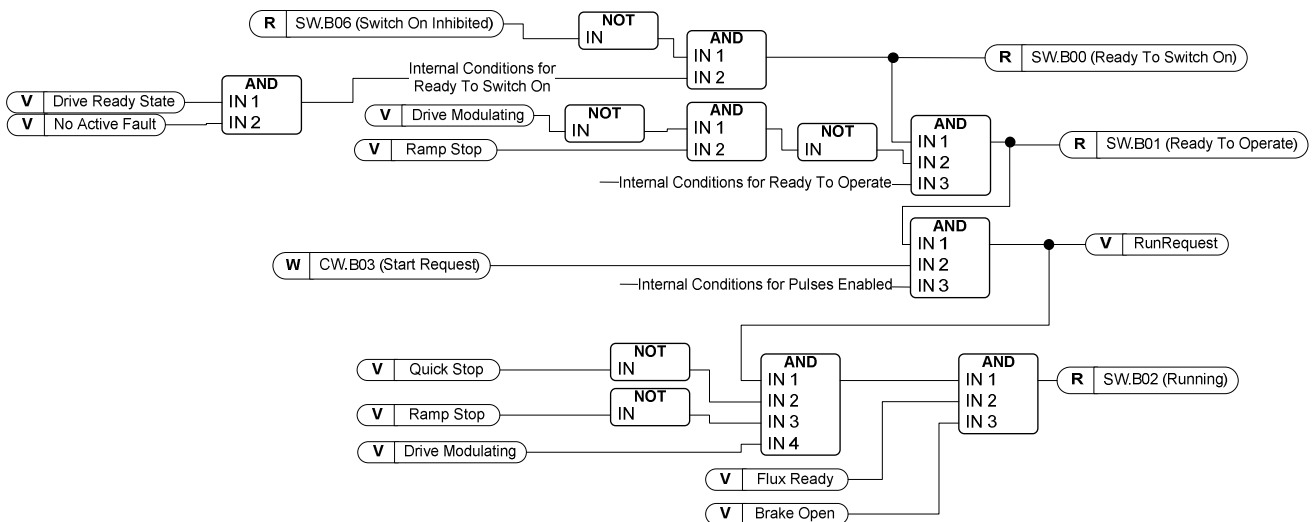 R SW.B06 (Switch On Inhibited)
NOT
IN
AND
IN 1
IN 2
R SW.B00 (Ready To Switch On)
Internal Conditions for
Ready To Switch On
AND
IN 1
IN 2
V Drive Ready State
V No Active Fault
V Drive Modulating
NOT
IN
AND
IN 1
IN 2
V Ramp Stop
NOT
IN
AND
IN 1
IN 2
IN 3
R SW.B01 (Ready To Operate)
Internal Conditions for Ready To Operate
AND
IN 1
IN 2
IN 3
V RunRequest
W CW.B03 (Start Request)
Internal Conditions for Pulses Enabled
V Quick Stop
NOT
IN
V Ramp Stop
NOT
IN
V Drive Modulating
AND
IN 1
IN 2
IN 3
IN 4
AND
IN 1
IN 2
IN 3
R SW.B02 (Running)
V Flux Ready
V Brake Open